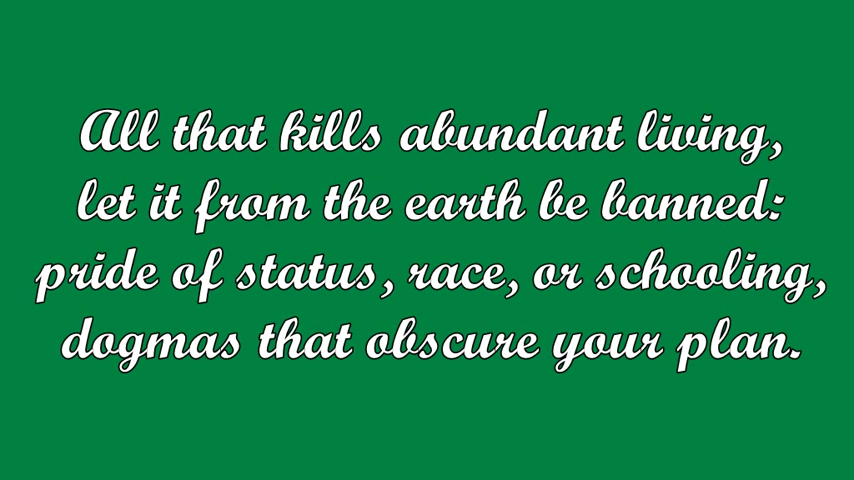 All that kills abundant living,
let it from the earth be banned:
pride of status, race, or schooling,
dogmas that obscure your plan.